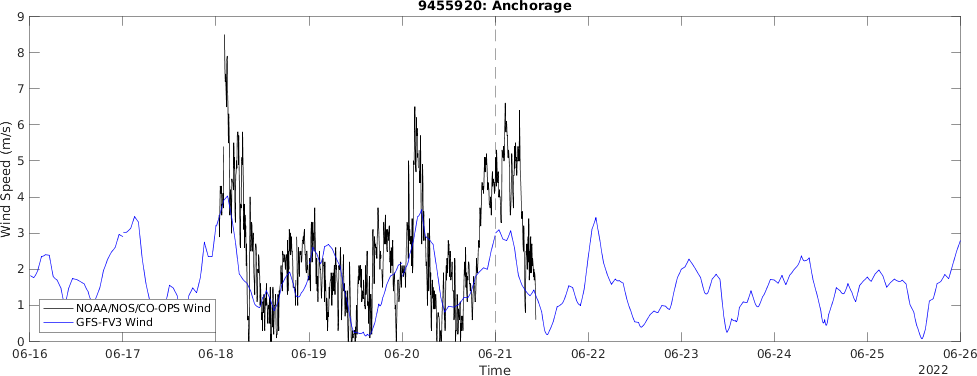 9455920: Anchorage
Wind Speed (m/s)
9
8
7
6
5
4
3
2
1
0
NOAA/NOS/CO-OPS Wind
GFS-FV3 Wind
06-16 06-17 06-18 06-19 06-20 06-21 06-22 06-23 06-24 06-25 06-26
Time
2022